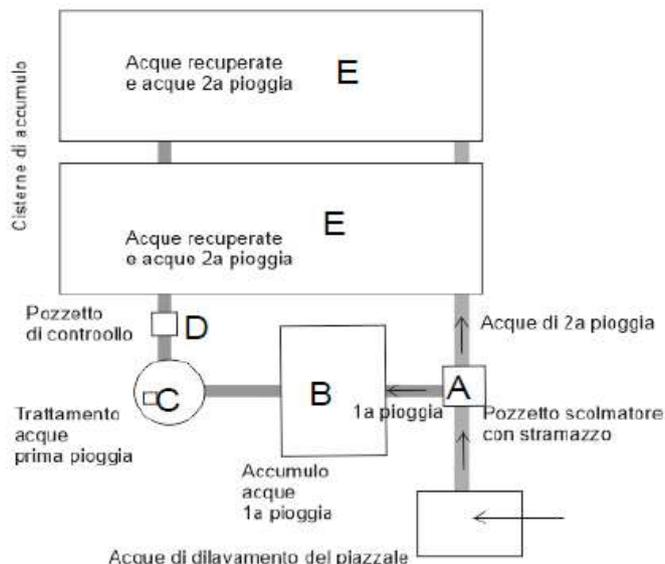 Cisterne di accumulo
Acque recuperate
e acque 2a pioggia
E
Acque recuperate
e acque 2a pioggia
E
Pozzetto
di controollo
D
Acque di 2a pioggia
C
B
A
1a pioggia
Trattamento
acque
prima pioggia
Pozzetto scolmatore
con stramazzo
Accumulo
acque
1a pioggia
Acque di dilavamento del piazzale